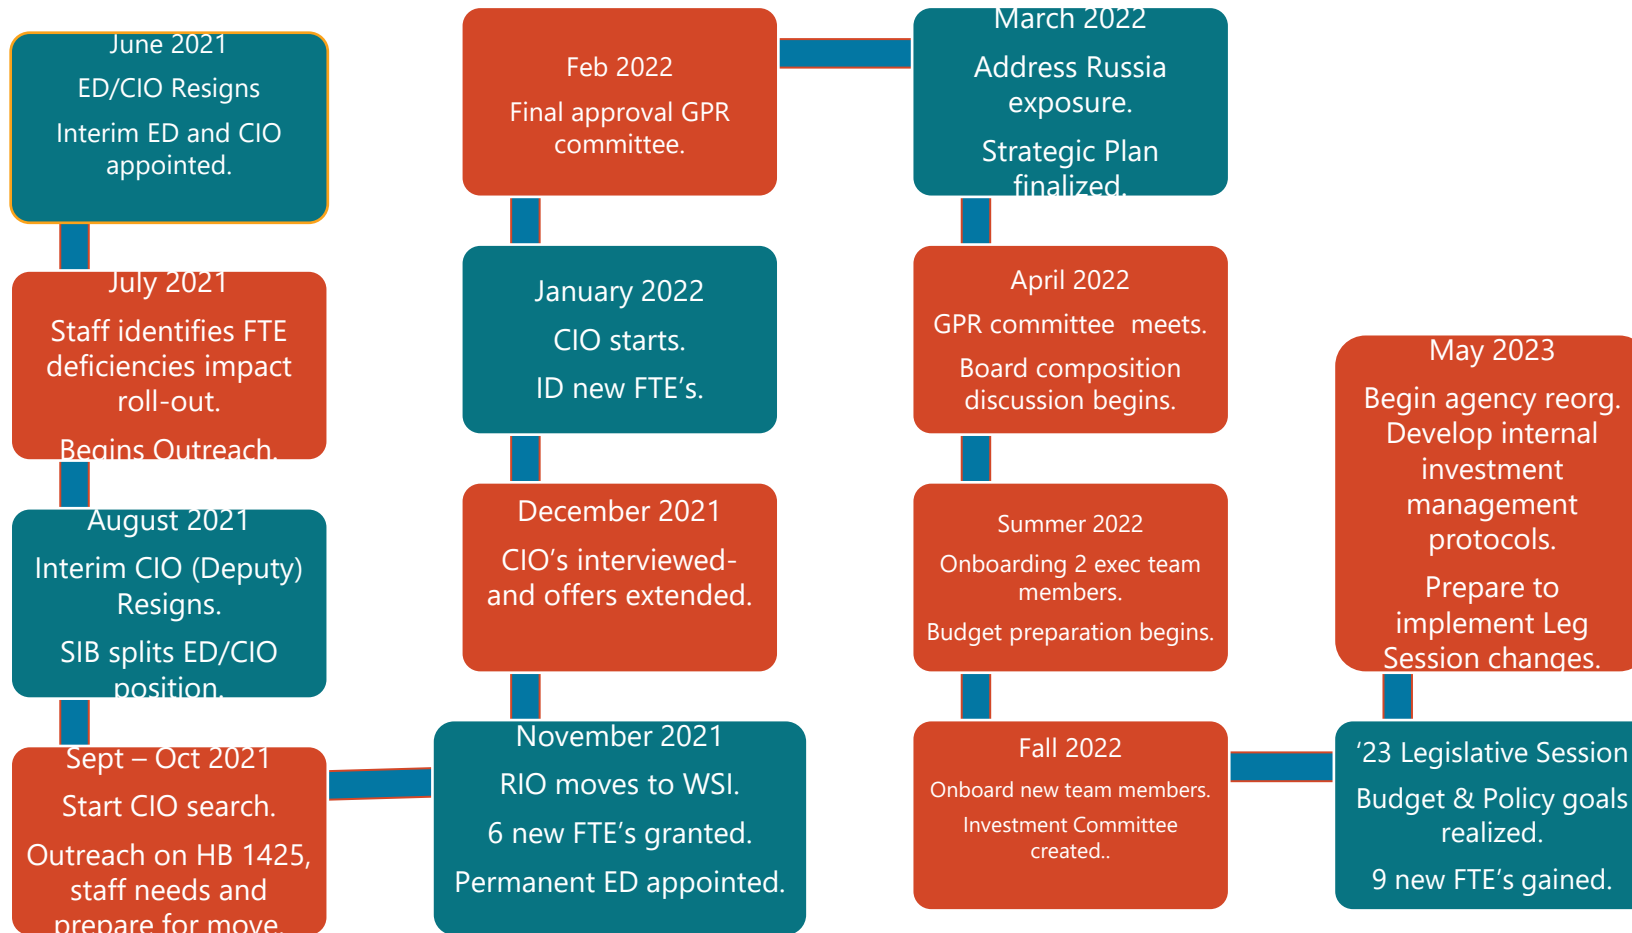 June 2021
ED/CIO Resigns
Interim ED and CIO
appointed.
July 2021
Staff identifies FTE
deficiencies impact
roll-out.
Begins Outreach.
August 2021
Interim CIO (Deputy)
Resigns.
SIB splits ED/CIO
position.
Sept – Oct 2021
Start CIO search.
Outreach on HB 1425,
staff needs and
prepare for move.
November 2021
RIO moves to WSI.
6 new FTE’s granted.
Permanent ED appointed.
December 2021
CIO’s interviewed-
and offers extended.
January 2022
CIO starts.
ID new FTE’s.
Feb 2022
Final approval GPR
committee.
March 2022
Address Russia
exposure.
Strategic Plan
finalized.
April 2022
GPR committee meets.
Board composition
discussion begins.
Summer 2022
Onboarding 2 exec team
members.
Budget preparation begins.
Fall 2022
Onboard new team members.
Investment Committee
created..
‘23 Legislative Session
Budget & Policy goals
realized.
9 new FTE’s gained.
May 2023
Begin agency reorg.
Develop internal
investment
management
protocols.
Prepare to
implement Leg
Session changes.